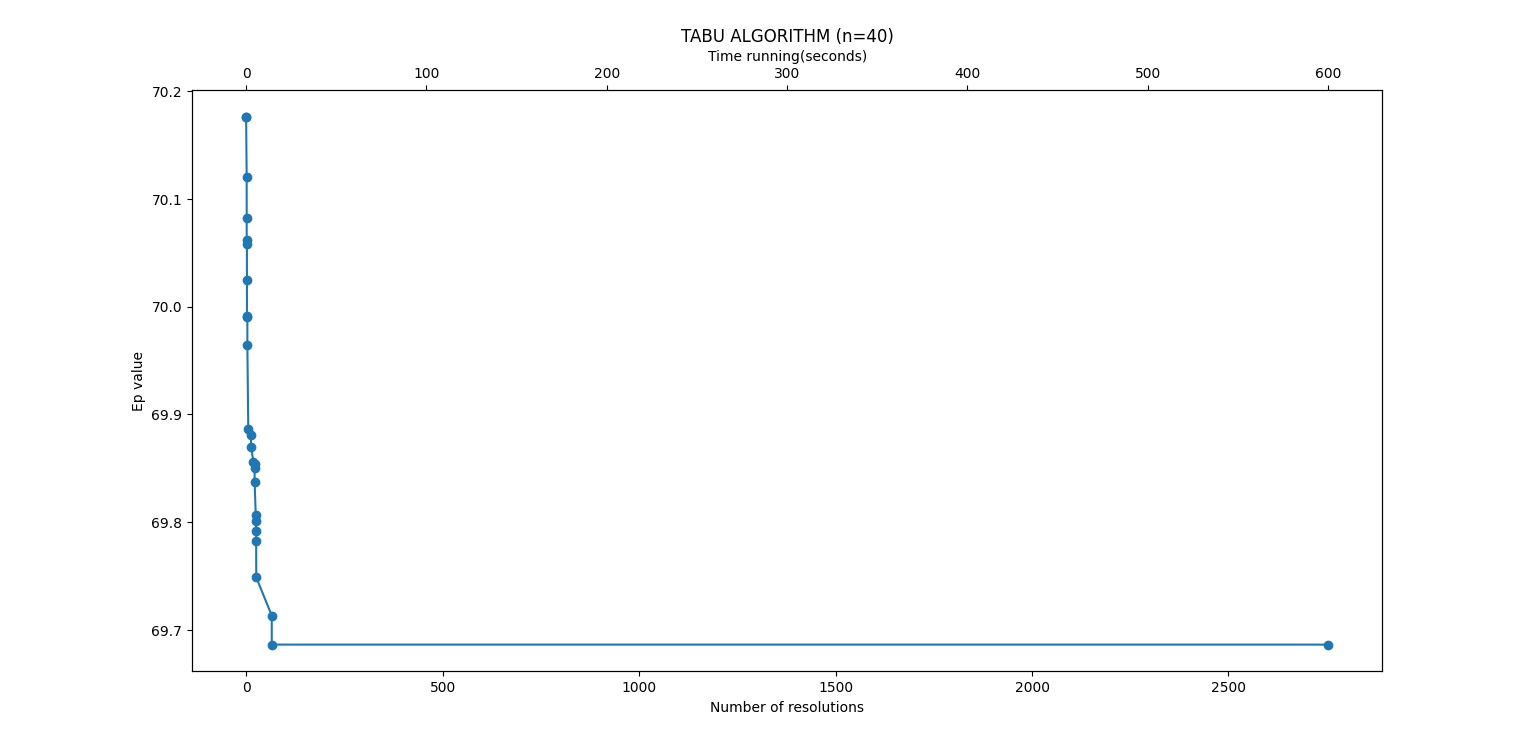 TABU ALGORITHM (n=40)
Time running(seconds)
0 100 200 300 400 500 600
70.2
70.1
70.0
69.9
69.8
69.7
Ep value
0 500 1000 1500 2000 2500
Number of resolutions